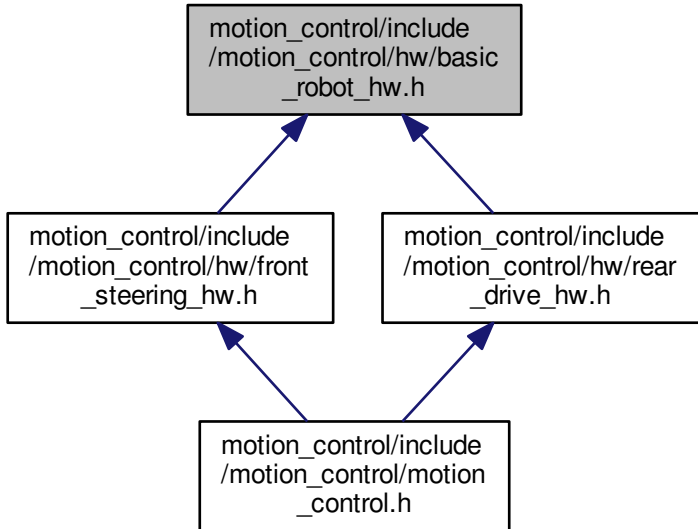 motion_control/include
/motion_control/hw/basic
_robot_hw.h
motion_control/include
/motion_control/hw/front
_steering_hw.h
motion_control/include
/motion_control/hw/rear
_drive_hw.h
motion_control/include
/motion_control/motion
_control.h